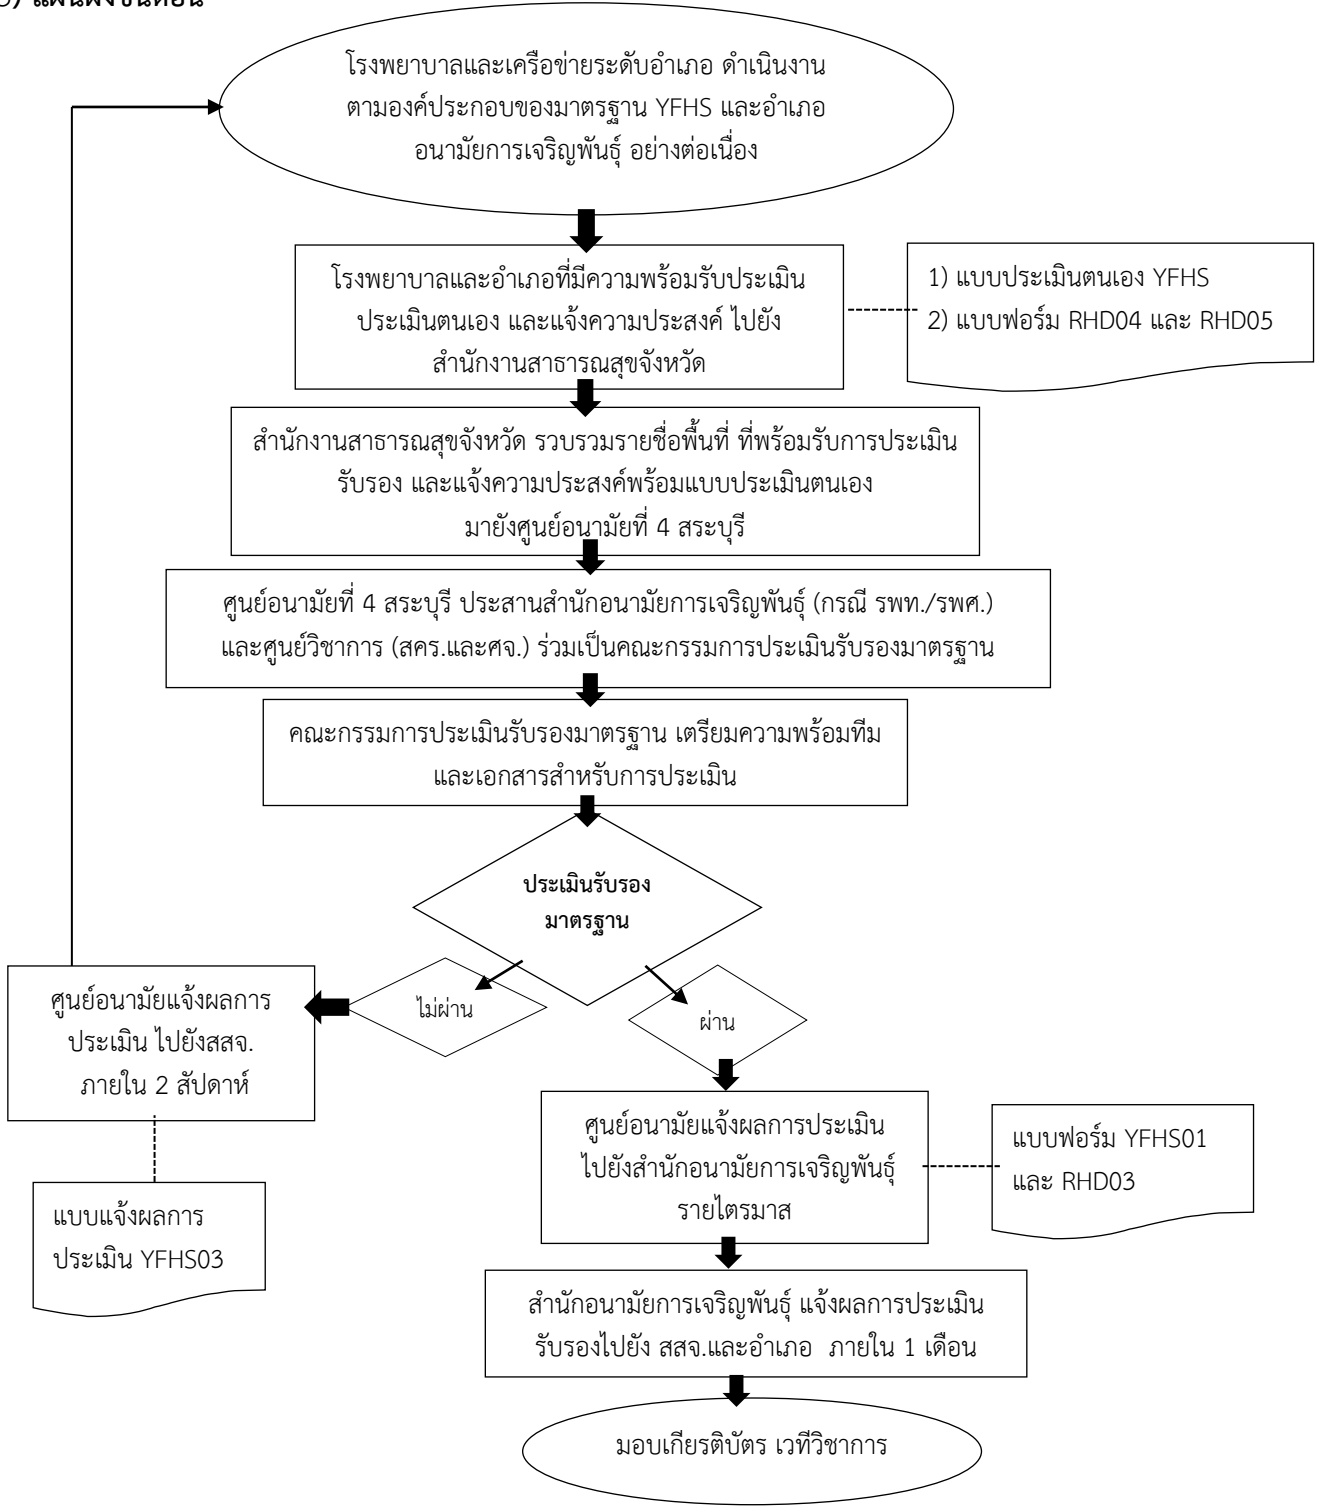 แผนผังขั้นตอน
โรงพยาบาลและเครือข่ายระดับอำเภอ ดำเนินงาน
ตามองค์ประกอบของมาตรฐาน YFHS และอำเภอ
อนามัยการเจริญพันธุ์ อย่างต่อเนื่อง
โรงพยาบาลและอำเภอที่มีความพร้อมรับประเมิน
ประเมินตนเอง และแจ้งความประสงค์ ไปยัง
สำนักงานสาธารณสุขจังหวัด
1) แบบประเมินตนเอง YFHS
2) แบบฟอร์ม RHD04 และ RHD05
สำนักงานสาธารณสุขจังหวัด รวบรวมรายชื่อพื้นที่ ที่พร้อมรับการประเมิน
รับรอง และแจ้งความประสงค์พร้อมแบบประเมินตนเอง
มายังศูนย์อนามัยที่ 4 สระบุรี
ศูนย์อนามัยที่ 4 สระบุรี ประสานสำนักอนามัยการเจริญพันธุ์ (กรณี รพท./รพศ.)
และศูนย์วิชาการ (สคร.และศจ.) ร่วมเป็นคณะกรรมการประเมินรับรองมาตรฐาน
คณะกรรมการประเมินรับรองมาตรฐาน เตรียมความพร้อมทีม
และเอกสารสำหรับการประเมิน
ประเมินรับรอง
มาตรฐาน
ไม่ผ่าน
ผ่าน
ศูนย์อนามัยแจ้งผลการ
ประเมิน ไปยังสสจ.
ภายใน 2 สัปดาห์
แบบแจ้งผลการ
ประเมิน YFHS03
ศูนย์อนามัยแจ้งผลการประเมิน
ไปยังสำนักอนามัยการเจริญพันธุ์
รายไตรมาส
แบบฟอร์ม YFHS01
และ RHD03
สำนักอนามัยการเจริญพันธุ์ แจ้งผลการประเมิน
รับรองไปยัง สสจ.และอำเภอ ภายใน 1 เดือน
มอบเกียรติบัตร เวทีวิชาการ